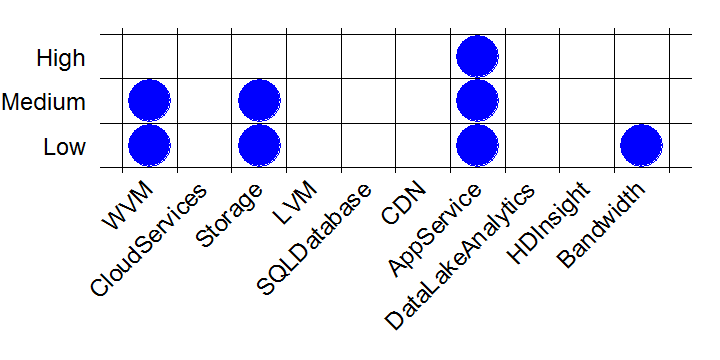 High
Medium
Low
WVM
CloudServices
Storage
LVM
SQLDatabase
CDN
AppService
DataLakeAnalytics
HDInsight
Bandwidth